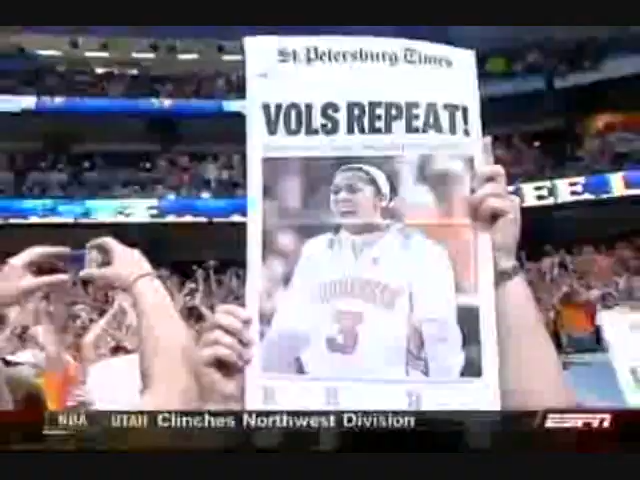 St. Petersburg Times
VOLS REPEAT!
3
NBA UTAH Clinches Northwest Division
ESPN